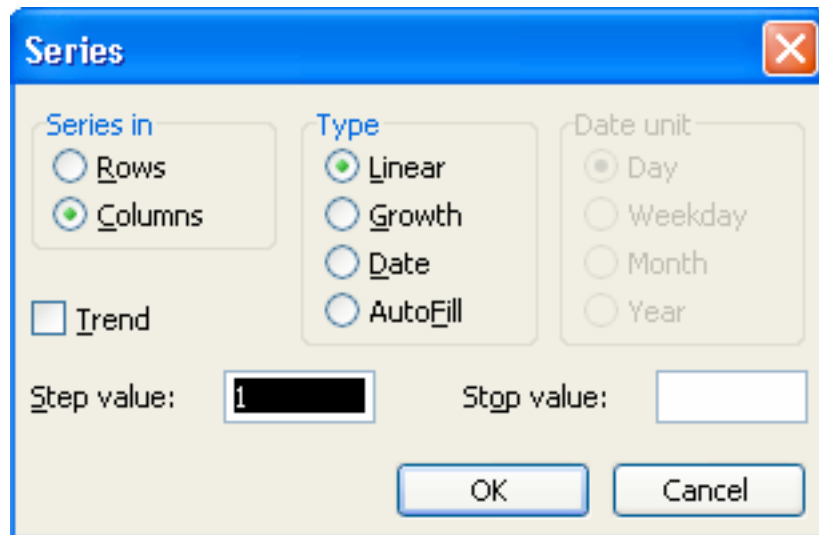 Series
Series in
Rows
Columns
Trend
Type
Linear
Growth
Date
AutoFill
Date unit
Day
Weekday
Month
Year
Step value: 1
Stop value:
OK
Cancel